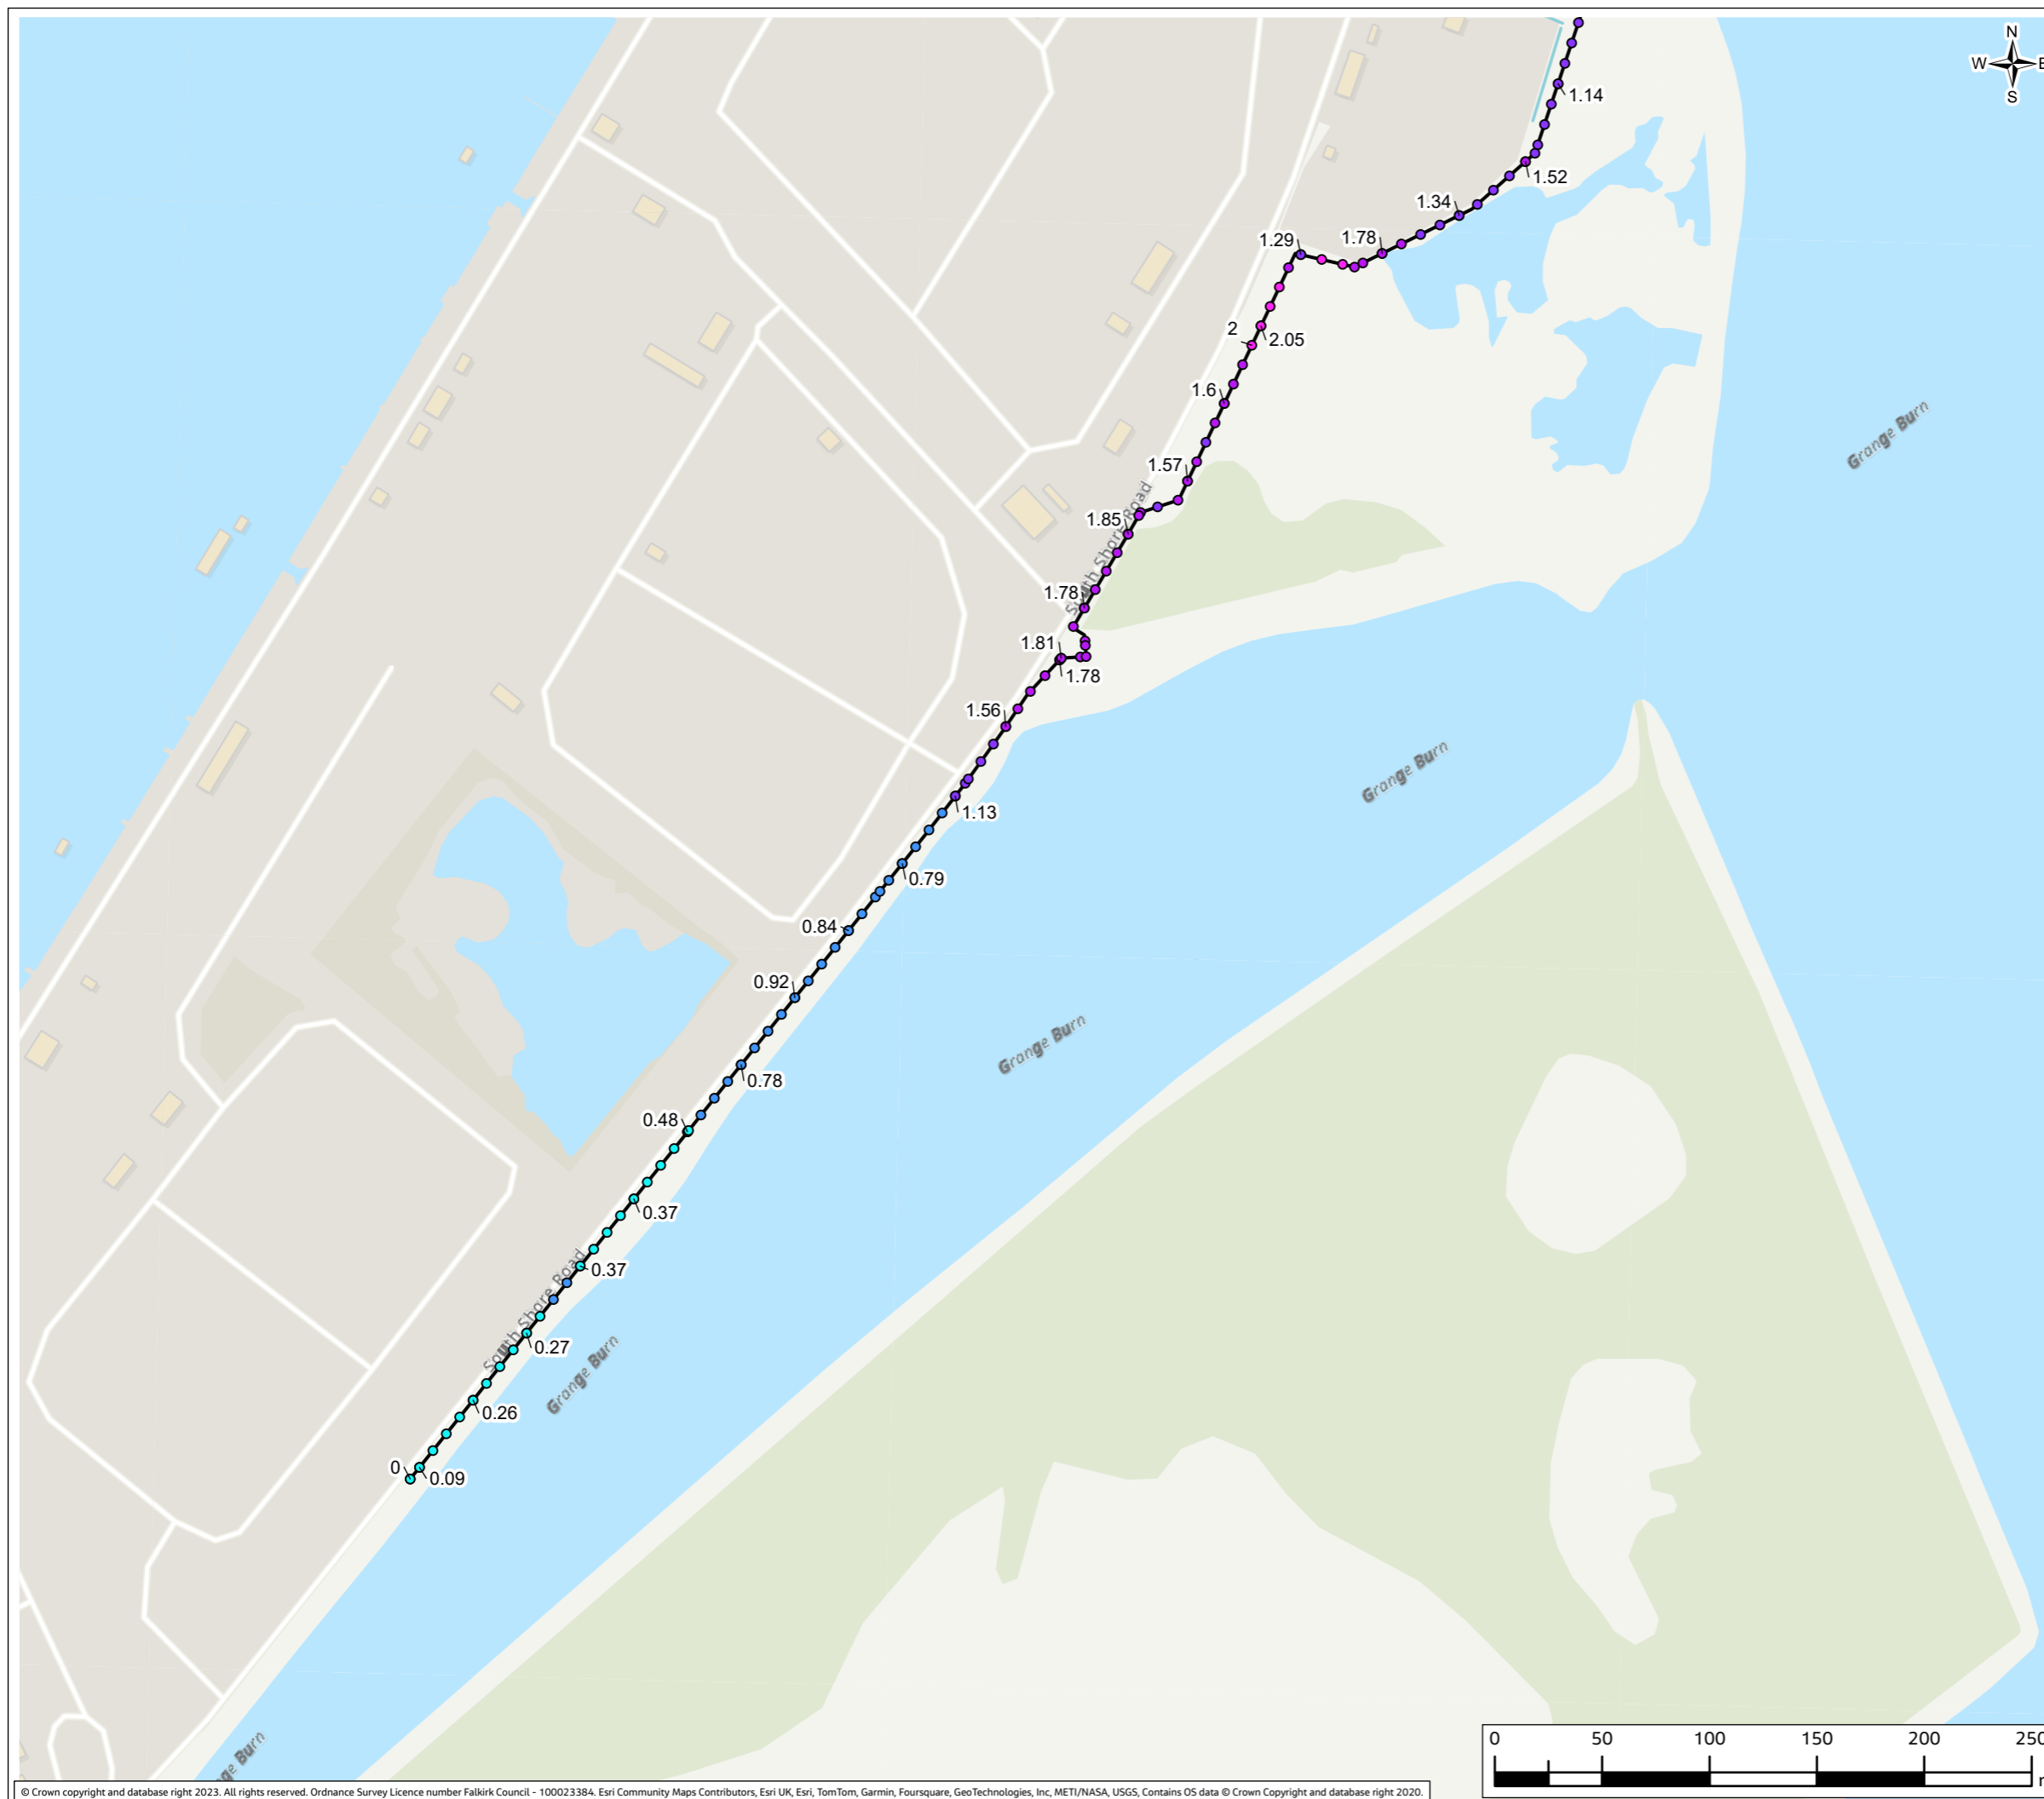 N
W E
S
1.14
1.52
1.34
1.29
1.78
2
2.05
1.6
Grange Burn
1.57
1.85
South Shore Road
1.78
1.81
1.78
1.56
Grange Burn
1.13
0.79
0.84
0.92
Grange Burn
0.78
0.48
0.37
0.37
South Shore Road
0.27
Grange Burn
0.26
0
0.09
0 50 100 150 200 250
© Crown copyright and database right 2023. All rights reserved. Ordnance Survey Licence number Falkirk Council - 100023384. Esri Community Maps Contributors, Esri UK, Esri, TomTom, Garmin, Foursquare, GeoTechnologies, Inc, METI/NASA, USGS, Contains OS data © Crown Copyright and database right 2020.